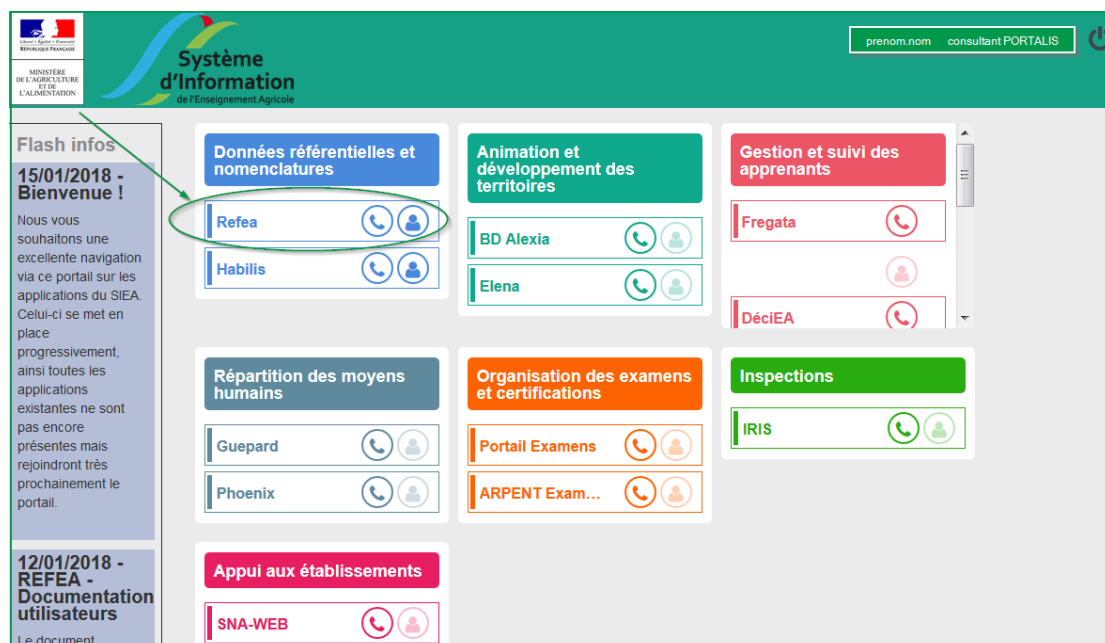 Liberté • Égalité • Fraternité
RÉPUBLIQUE FRANÇAISE
MINISTÈRE
DE L'AGRICULTURE
ET DE
L'ALIMENTATION
Système
d'Information
de l'Enseignement Agricole
prenom.nom consultant PORTALIS
Flash infos
15/01/2018 -
Bienvenue !
Nous vous
souhaitons une
excellente navigation
via ce portail sur les
applications du SIEA.
Celui-ci se met en
place
progressivement,
ainsi toutes les
applications
existantes ne sont
pas encore
présentes mais
rejoindront très
prochainement le
portail.
12/01/2018 -
REFEA -
Documentation
utilisateurs
Le document
Données référentielles et
nomenclatures
Refea
Habilis
Animation et
développement des
territoires
BD Alexia
Elena
Gestion et suivi des
apprenants
Fregata
DéciEA
Répartition des moyens
humains
Guepard
Phoenix
Organisation des examens
et certifications
Portail Examens
ARPENT Exam...
Inspections
IRIS
Appui aux établissements
SNA-WEB